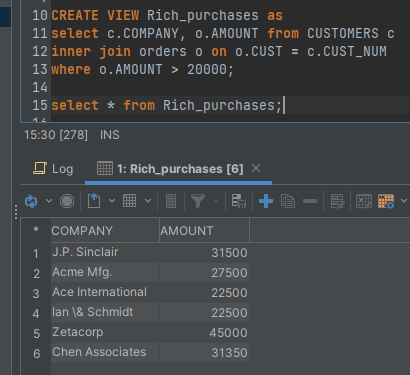 10 CREATE VIEW Rich_purchases as
11 select c.COMPANY, o.AMOUNT from CUSTOMERS c
12 inner join orders o on o.CUST = c.CUST_NUM
13 where o.AMOUNT > 20000;
14
15 select * from Rich_purchases;
15:30 [278] INS
Log 1: Rich_purchases [6]
* COMPANY AMOUNT
1 J.P. Sinclair 31500
2 Acme Mfg. 27500
3 Ace International 22500
4 Ian \& Schmidt 22500
5 Zetacorp 45000
6 Chen Associates 31350